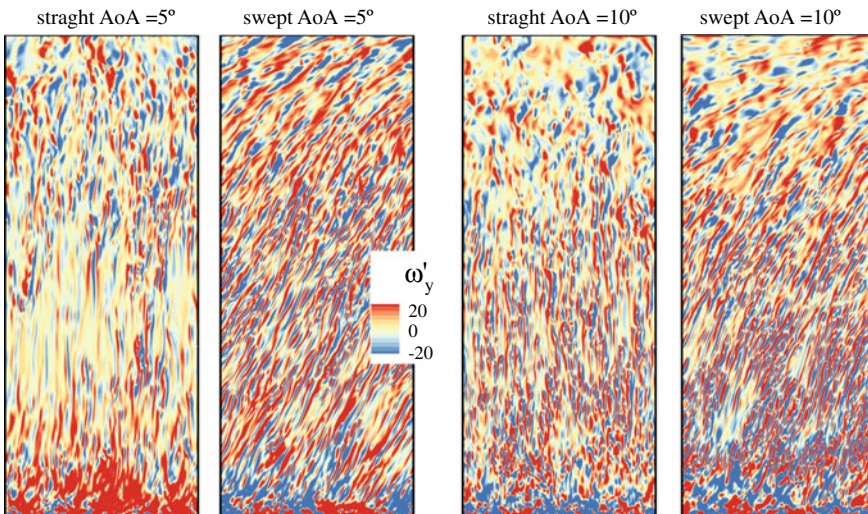 straght AoA =5º
swept AoA =5º
straght AoA =10º
swept AoA =10º
ω'y
20
0
-20